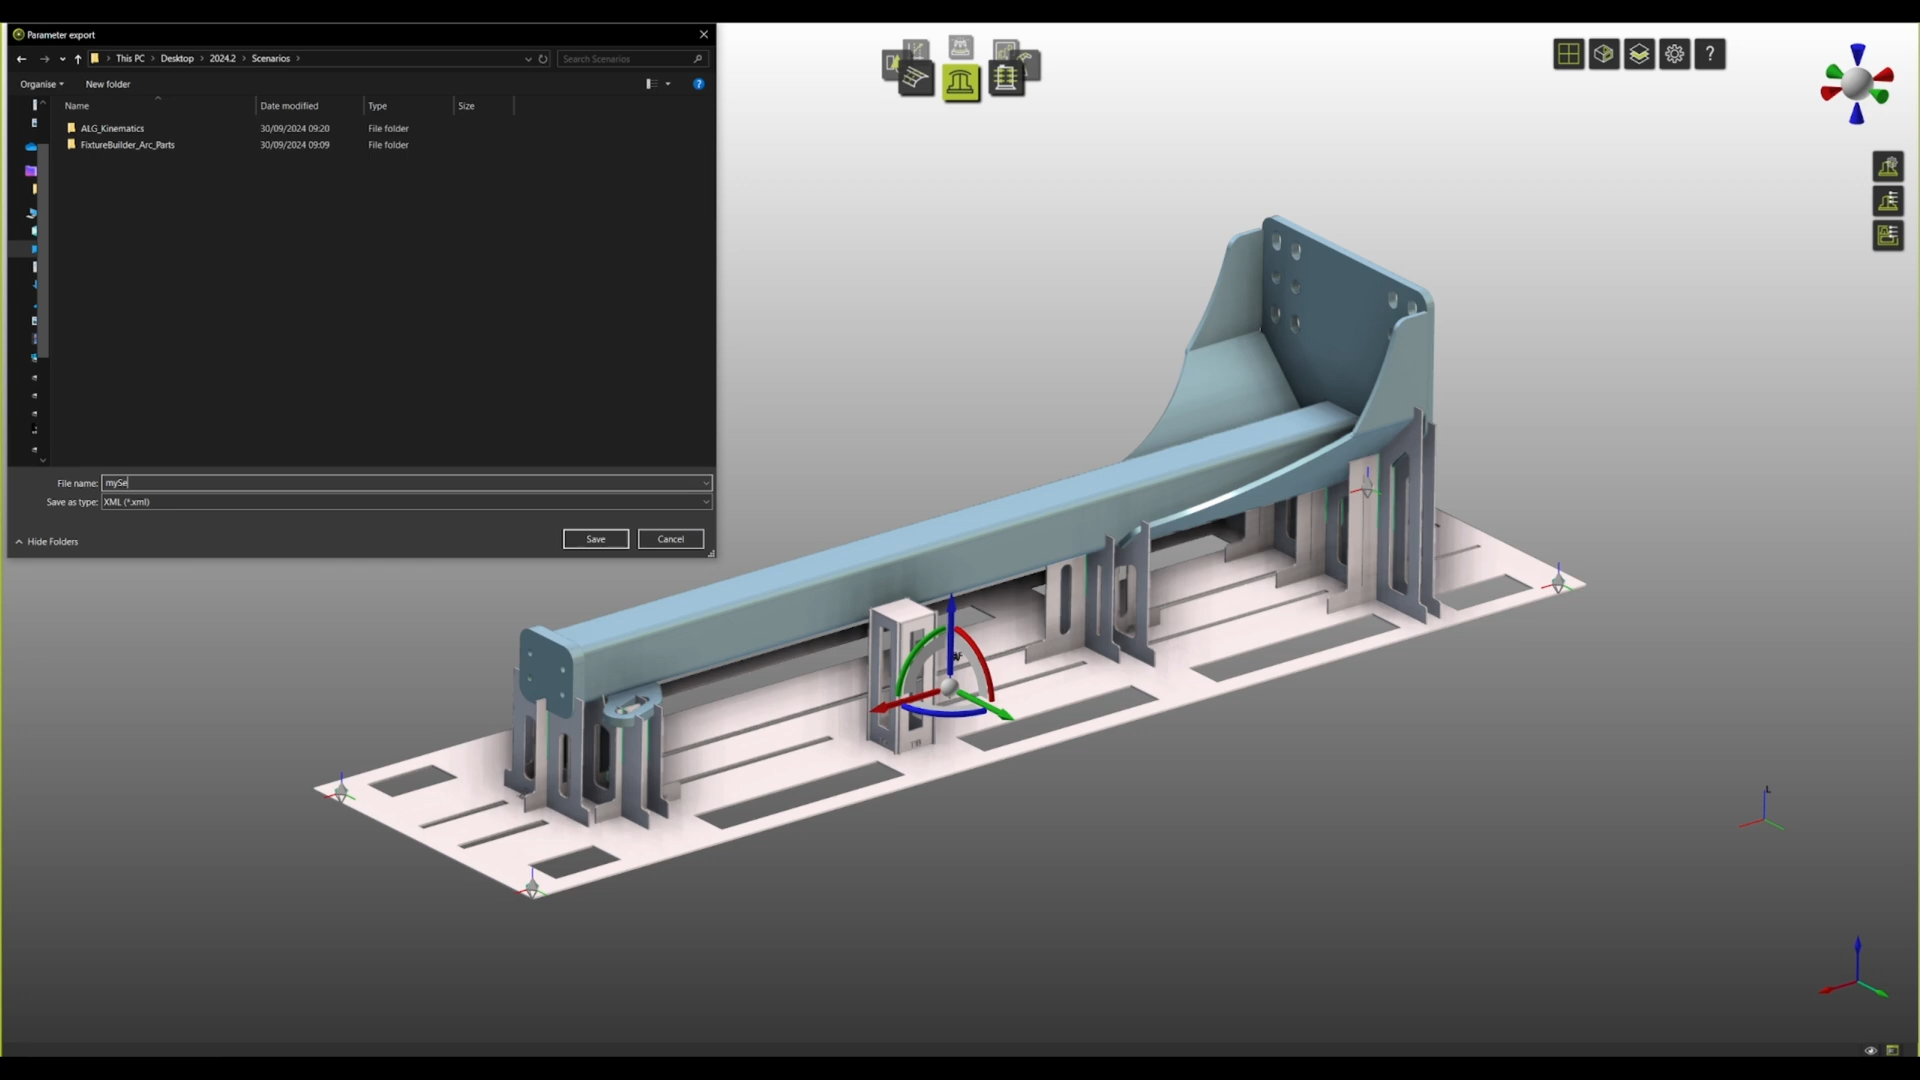 Parameter export
This PC > Desktop > 2024.2 > Scenarios >
Search Scenarios
Organise
New folder
?
Name
Date modified
Type
Size
ALG_Kinematics
30/09/2024 09:20
File folder
FixtureBuilder_Arc_Parts
30/09/2024 09:09
File folder
File name:
mySe
Save as type:
XML (*.xml)
Hide Folders
Save
Cancel
?
L